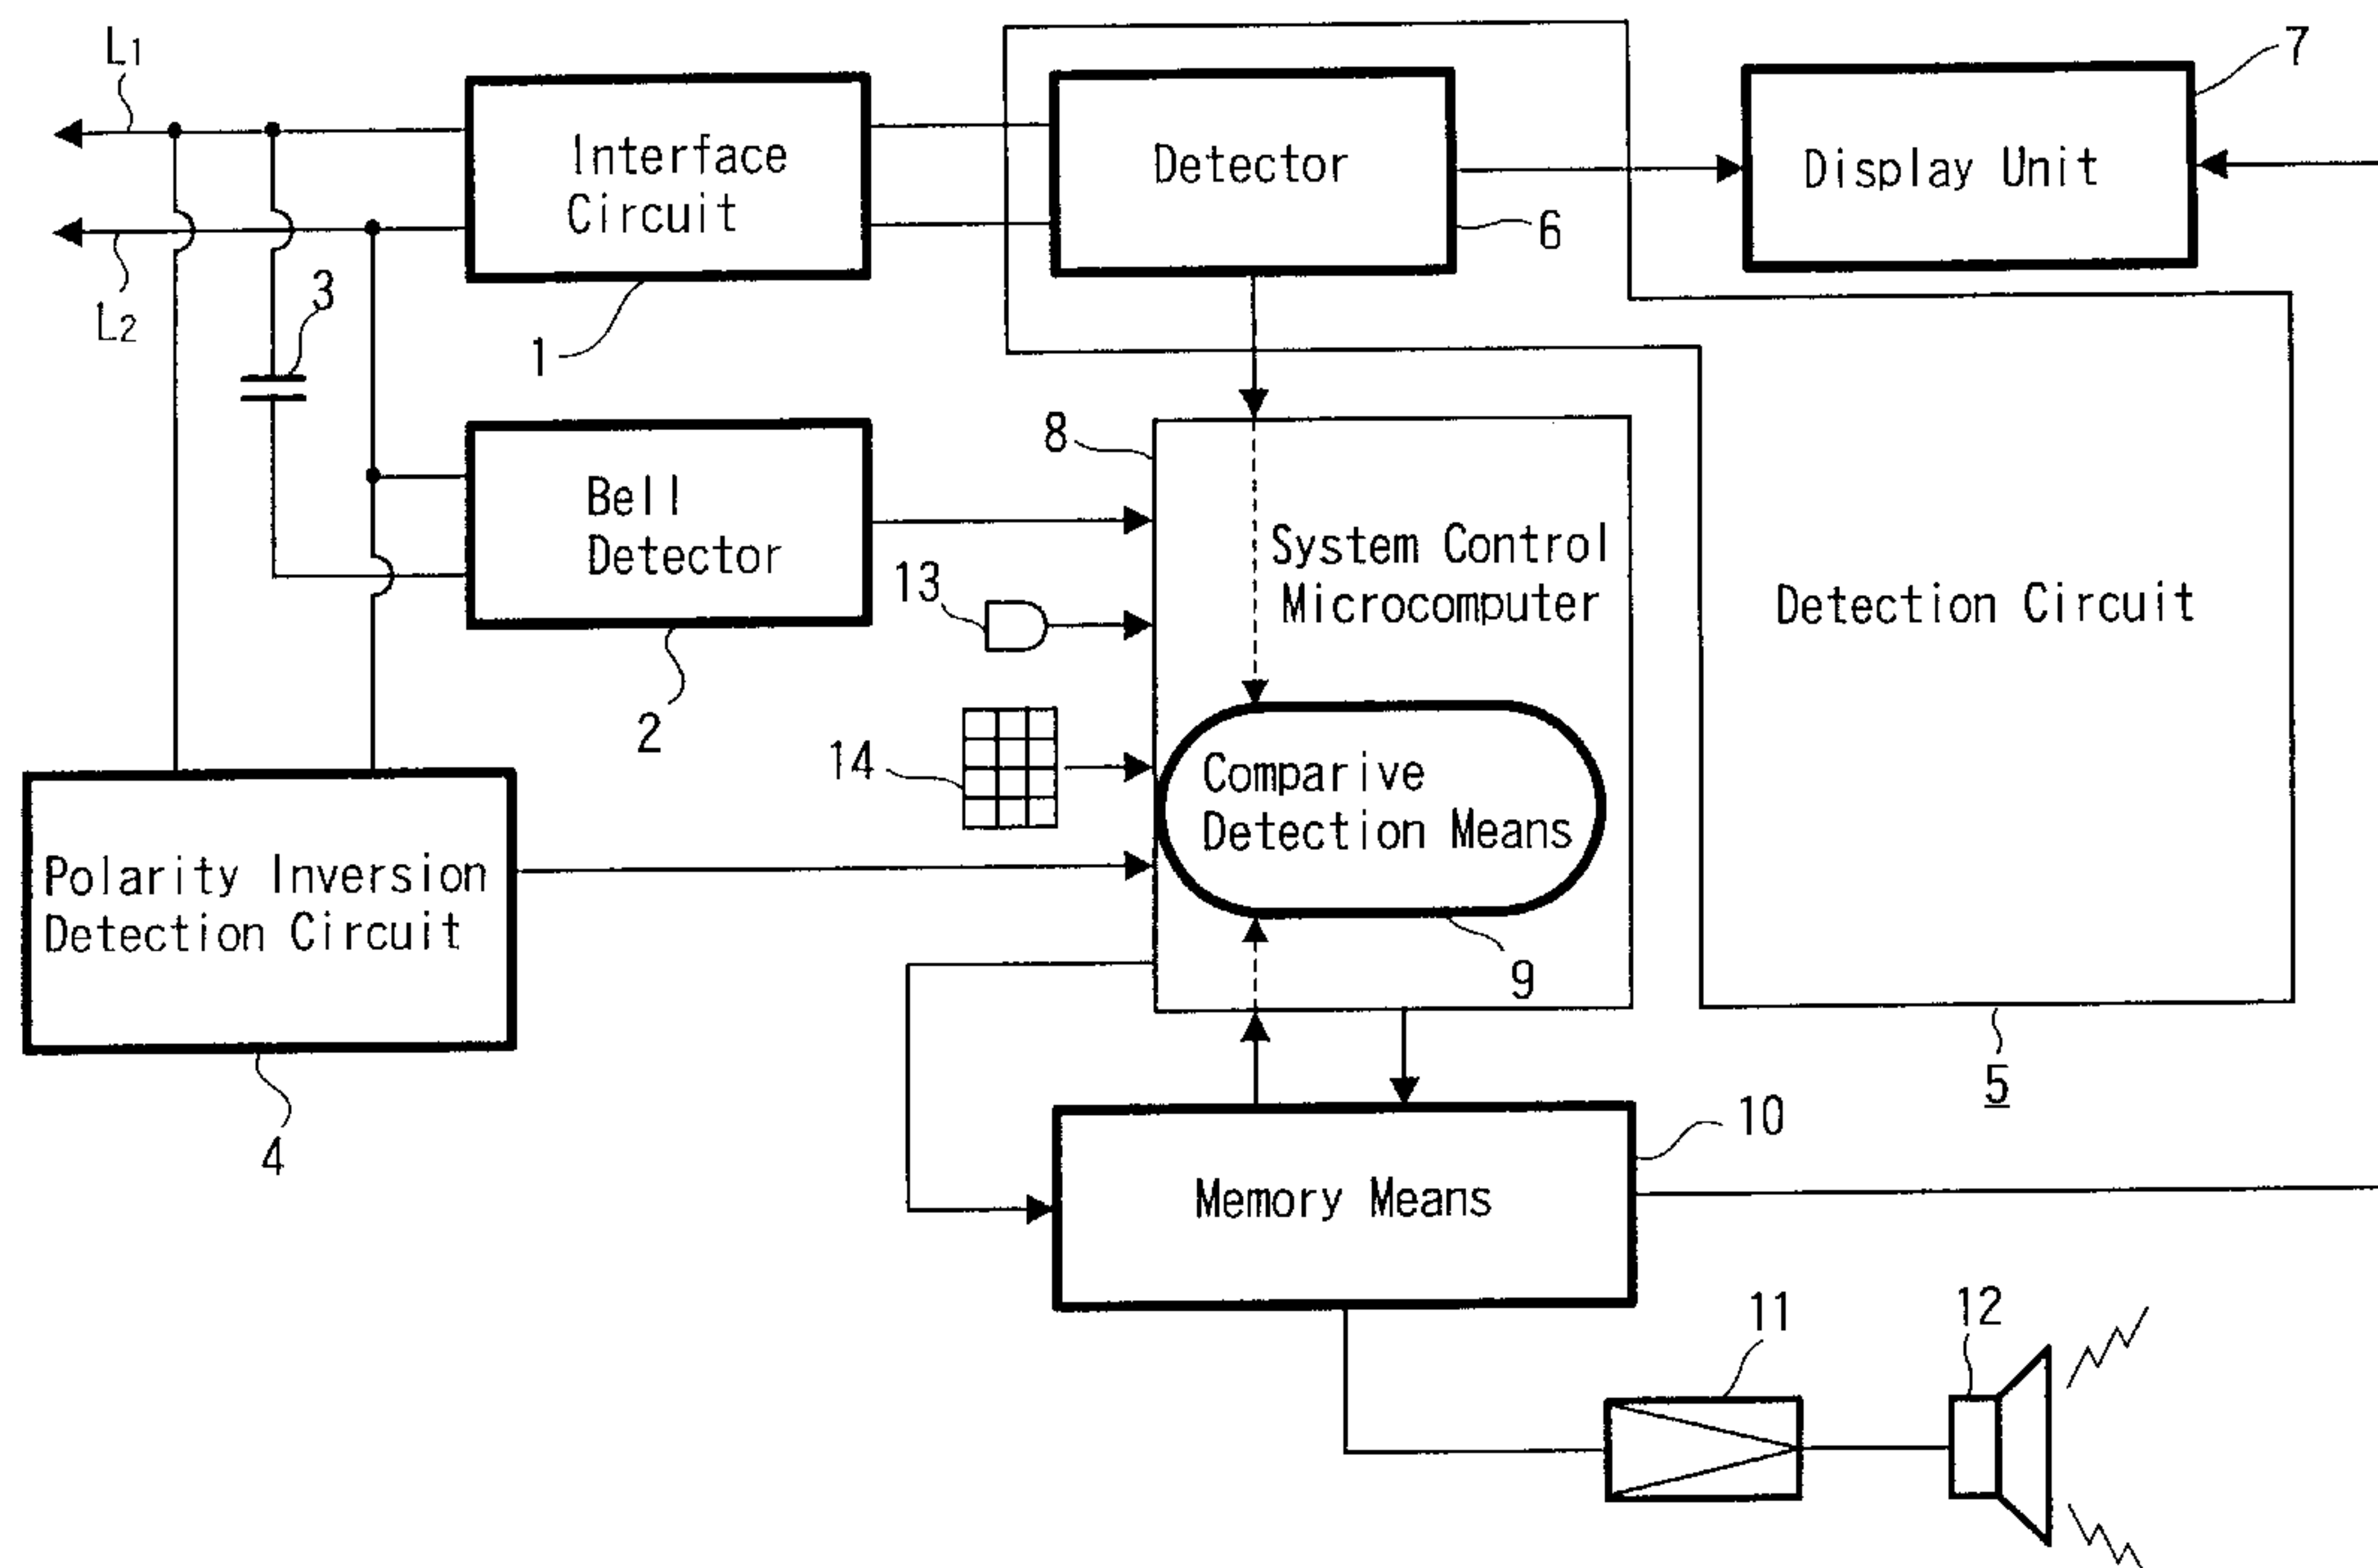 L1
7
Interface
Circuit
Detector
Display Unit
6
L2
3
1
8
Bell
Detector
System Control
Microcomputer
13
Detection Circuit
2
14
Comparive
Detection Means
Polarity Inversion
Detection Circuit
9
5
4
10
Memory Means
11
12